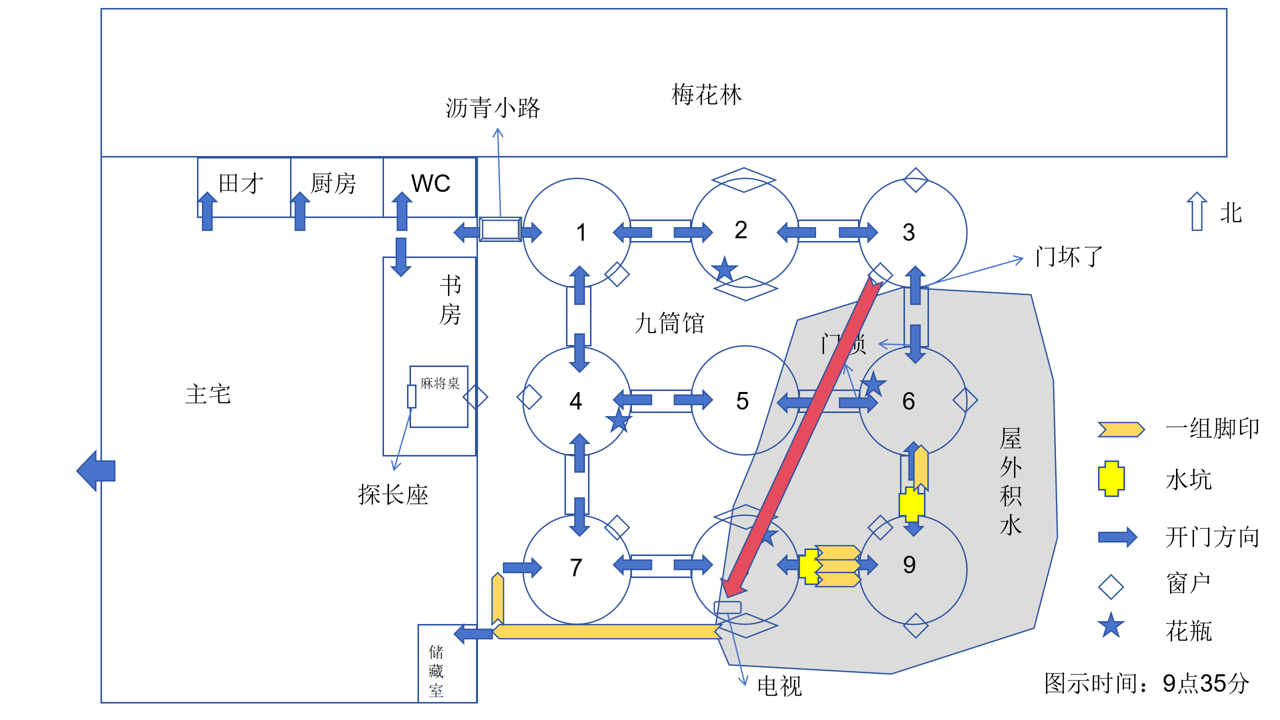 梅花林
沥青小路
田才
厨房
WC
北
1
2
3
门坏了
书房
九筒馆
门锁
主宅
麻将桌
4
5
6
屋外积水
一组脚印
水坑
探长座
开门方向
7
9
窗户
花瓶
储藏室
电视
图示时间：9点35分